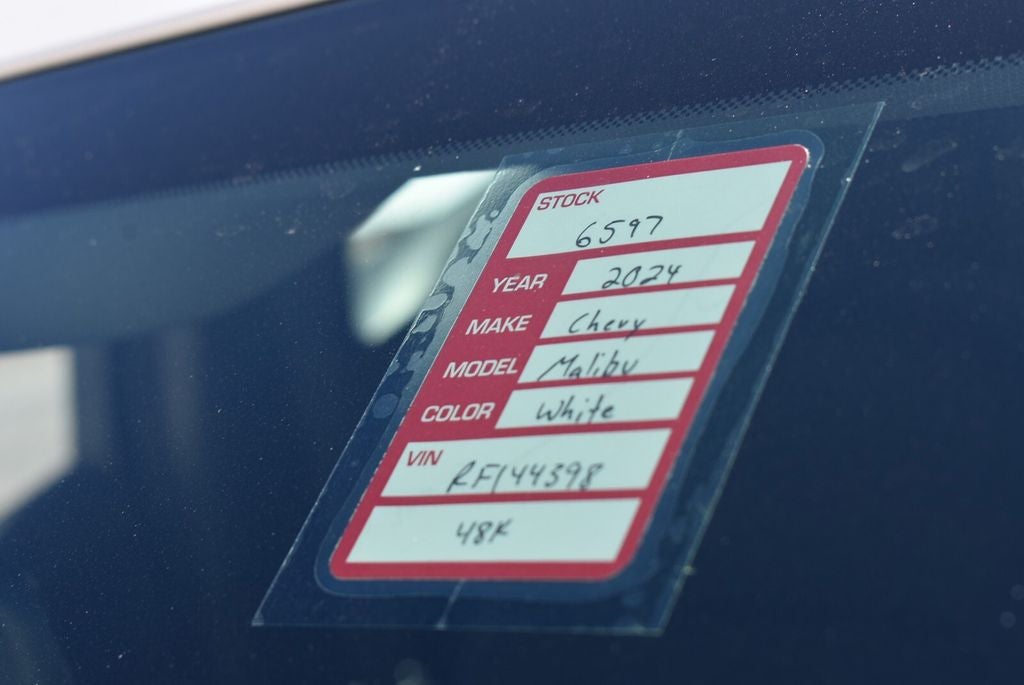 STOCK
6597
YEAR 2024
MAKE Chevy
MODEL Malibu
COLOR White
VIN RF144398
48K